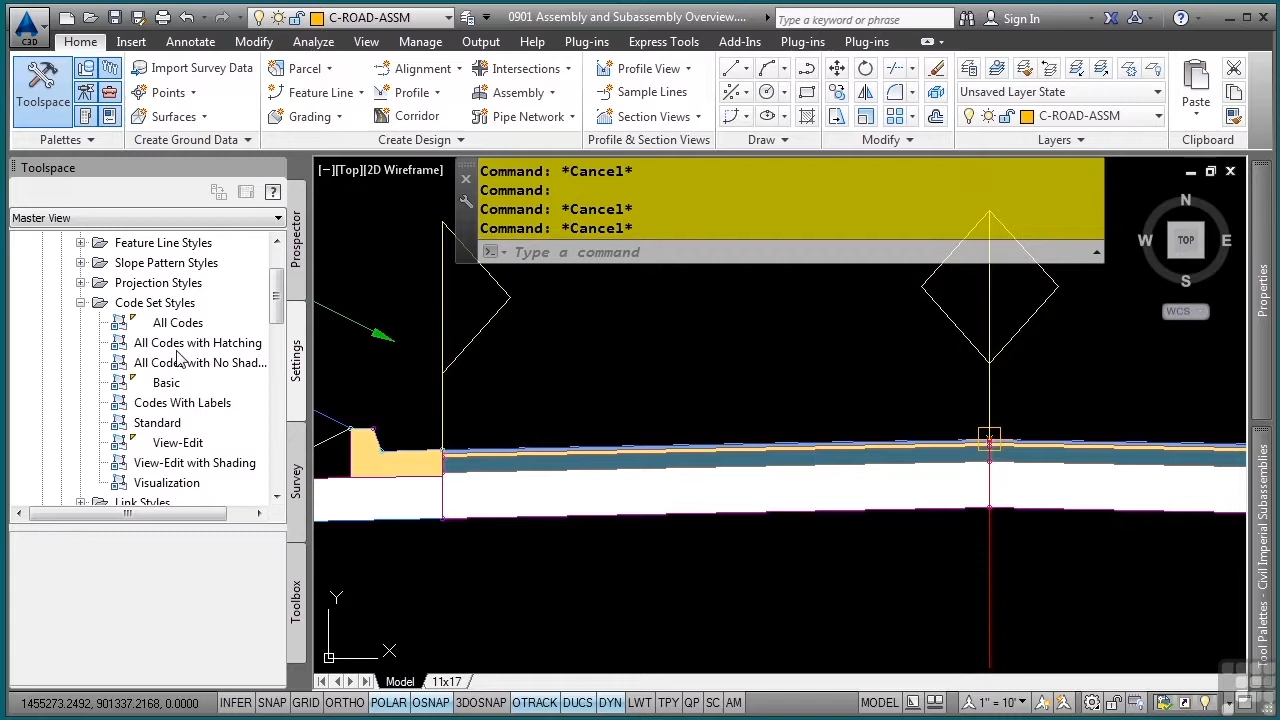 C-ROAD-ASSM
0901 Assembly and Subassembly Overview....
Type a keyword or phrase
Sign In
C3D
Home Insert Annotate Modify Analyze View Manage Output Help Plug-ins Express Tools Add-Ins Plug-ins Plug-ins
Toolspace
Import Survey Data
Points
Surfaces
Parcel
Feature Line
Grading
Alignment
Profile
Corridor
Intersections
Assembly
Pipe Network
Profile View
Sample Lines
Section Views
Unsaved Layer State
C-ROAD-ASSM
Paste
Palettes
Create Ground Data
Create Design
Profile & Section Views
Draw
Modify
Layers
Clipboard
Toolspace
Master View
Feature Line Styles
Slope Pattern Styles
Projection Styles
Code Set Styles
All Codes
All Codes with Hatching
All Codes with No Shad...
Basic
Codes With Labels
Standard
View-Edit
View-Edit with Shading
Visualization
Link Styles
Prospector
Settings
Survey
Toolbox
[−][Top][2D Wireframe]
Command: *Cancel*
Command:
Command: *Cancel*
Command: *Cancel*
Type a command
N
W TOP E
S
WCS
Properties
Tool Palettes - Civil Imperial Subassemblies
Y
X
Model 11x17
1455273.2492, 901337.2168, 0.0000
INFER SNAP GRID ORTHO POLAR OSNAP 3DOSNAP OTRACK DUCS DYN LWT TPY QP SC AM
MODEL
1" = 10'